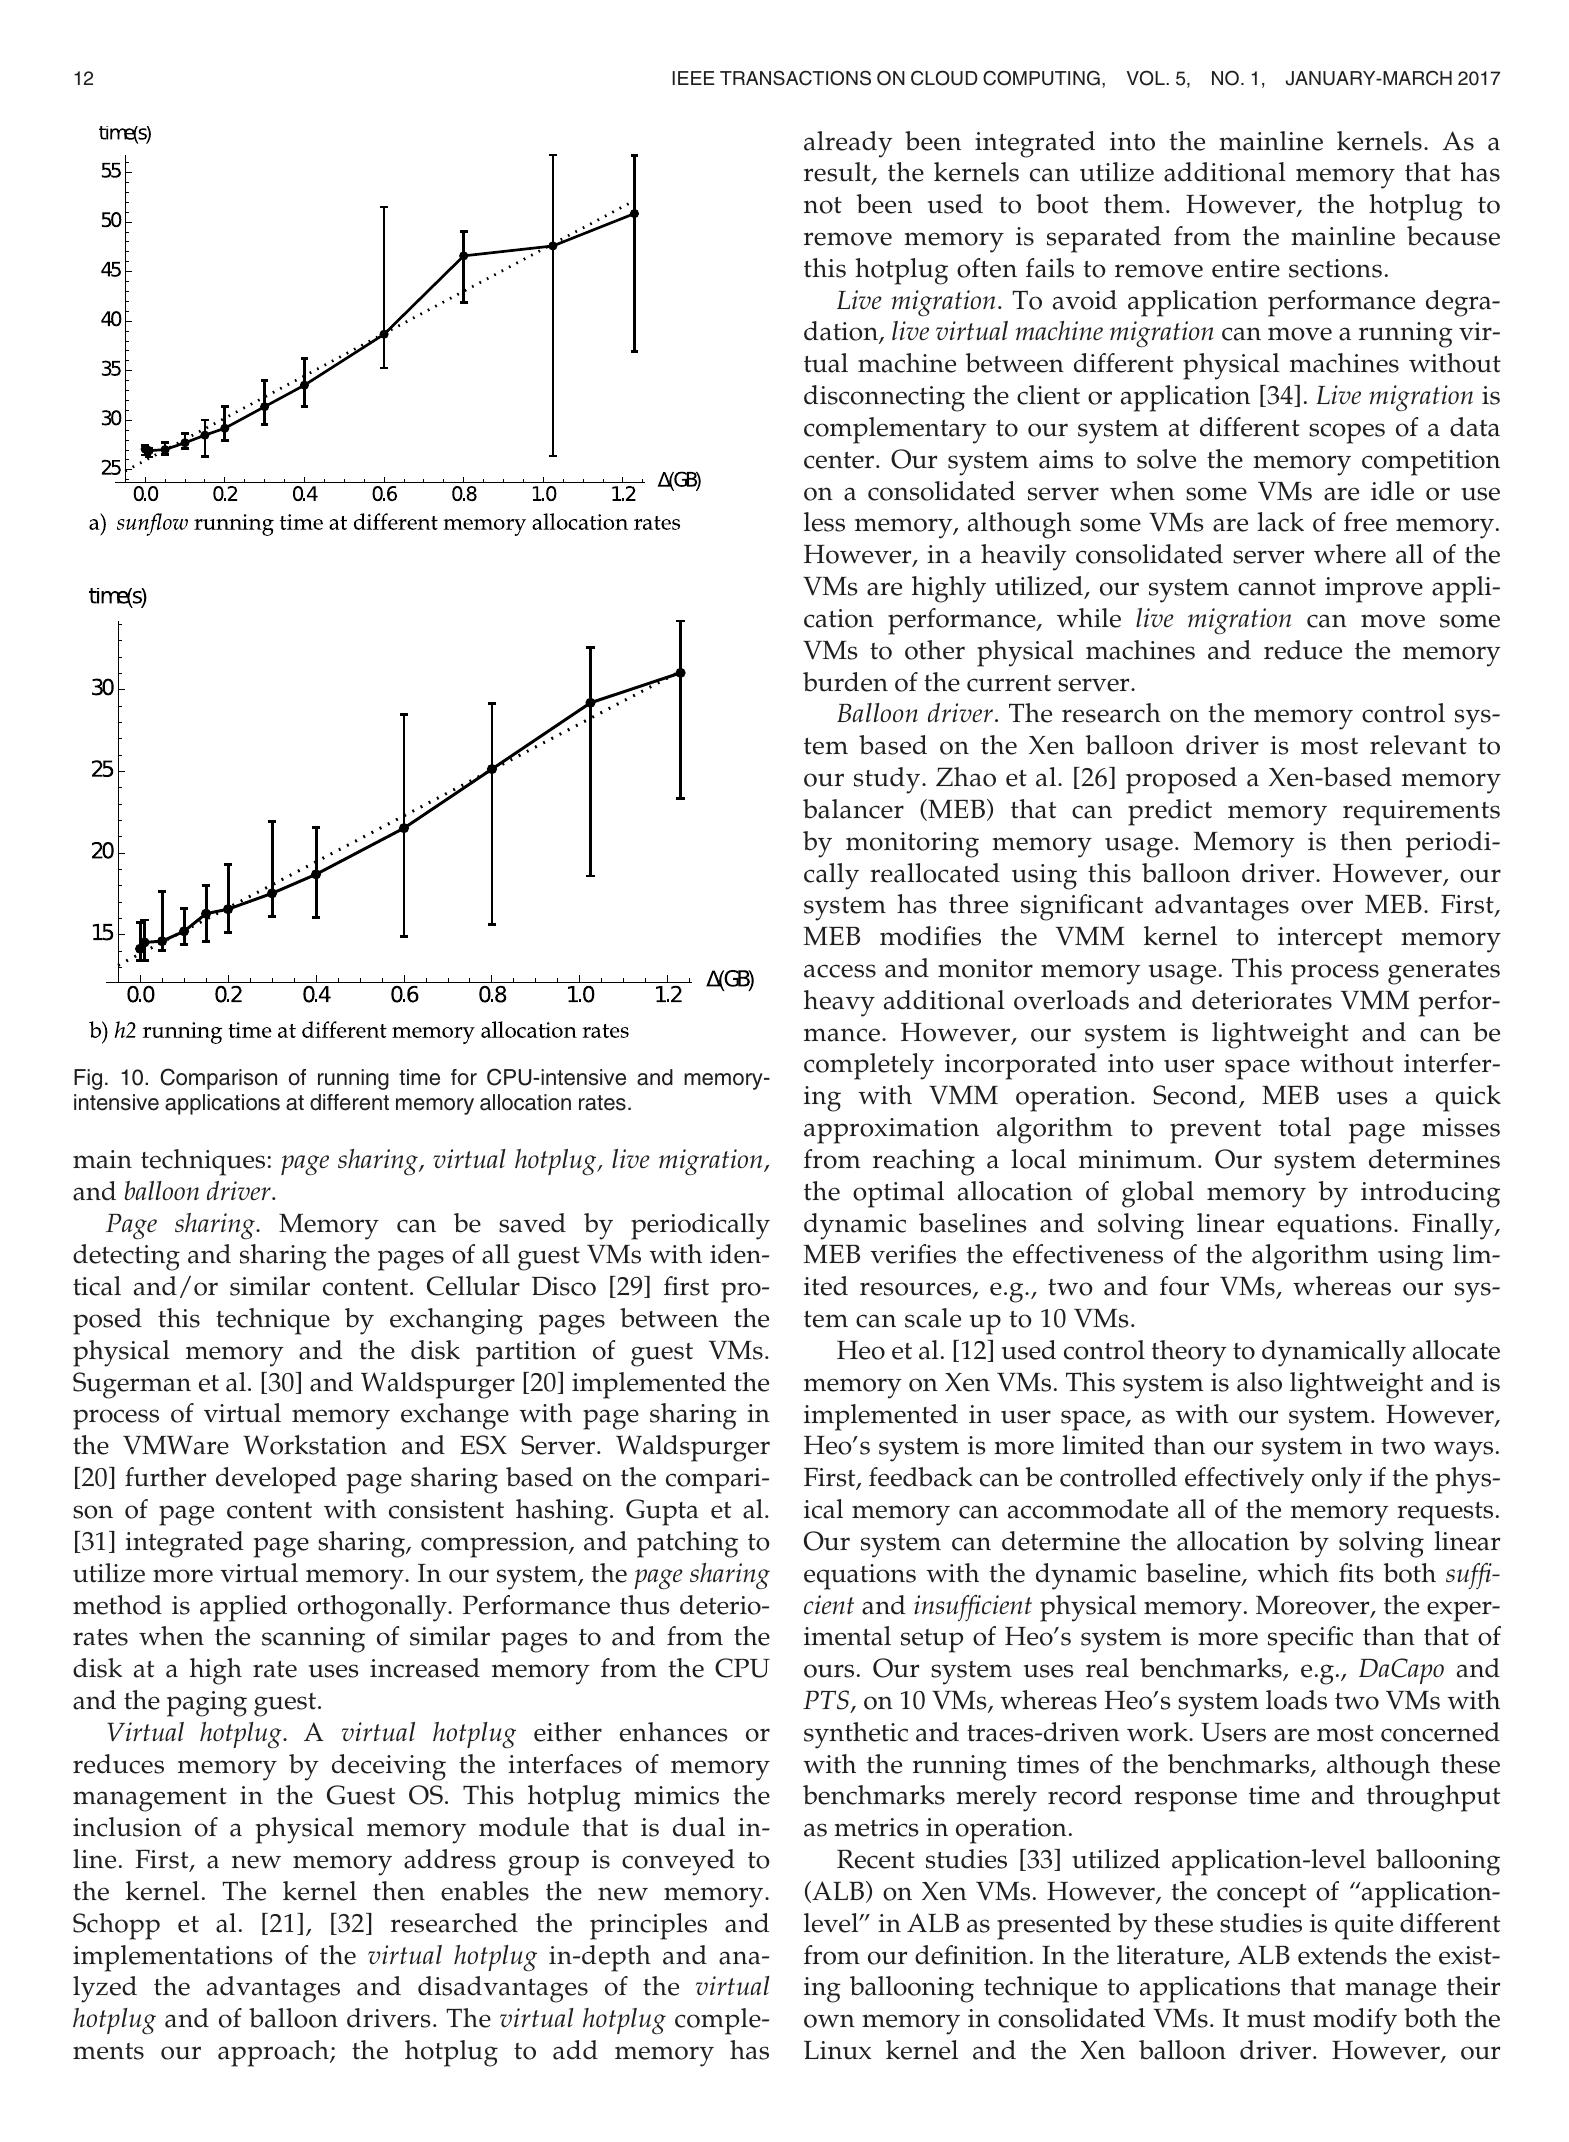 12
IEEE TRANSACTIONS ON CLOUD COMPUTING, VOL. 5, NO. 1, JANUARY-MARCH 2017
time(s)
55
50
45
40
35
30
25
0.0 0.2 0.4 0.6 0.8 1.0 1.2
Δ(GB)
a) sunflow running time at different memory allocation rates
time(s)
30
25
20
15
0.0 0.2 0.4 0.6 0.8 1.0 1.2
Δ(GB)
b) h2 running time at different memory allocation rates
Fig. 10. Comparison of running time for CPU-intensive and memory-
intensive applications at different memory allocation rates.
main techniques: page sharing, virtual hotplug, live migration,
and balloon driver.
Page sharing. Memory can be saved by periodically
detecting and sharing the pages of all guest VMs with iden-
tical and/or similar content. Cellular Disco [29] first pro-
posed this technique by exchanging pages between the
physical memory and the disk partition of guest VMs.
Sugerman et al. [30] and Waldspurger [20] implemented the
process of virtual memory exchange with page sharing in
the VMWare Workstation and ESX Server. Waldspurger
[20] further developed page sharing based on the compari-
son of page content with consistent hashing. Gupta et al.
[31] integrated page sharing, compression, and patching to
utilize more virtual memory. In our system, the page sharing
method is applied orthogonally. Performance thus deterio-
rates when the scanning of similar pages to and from the
disk at a high rate uses increased memory from the CPU
and the paging guest.
Virtual hotplug. A virtual hotplug either enhances or
reduces memory by deceiving the interfaces of memory
management in the Guest OS. This hotplug mimics the
inclusion of a physical memory module that is dual in-
line. First, a new memory address group is conveyed to
the kernel. The kernel then enables the new memory.
Schopp et al. [21], [32] researched the principles and
implementations of the virtual hotplug in-depth and ana-
lyzed the advantages and disadvantages of the virtual
hotplug and of balloon drivers. The virtual hotplug comple-
ments our approach; the hotplug to add memory has
already been integrated into the mainline kernels. As a
result, the kernels can utilize additional memory that has
not been used to boot them. However, the hotplug to
remove memory is separated from the mainline because
this hotplug often fails to remove entire sections.
Live migration. To avoid application performance degra-
dation, live virtual machine migration can move a running vir-
tual machine between different physical machines without
disconnecting the client or application [34]. Live migration is
complementary to our system at different scopes of a data
center. Our system aims to solve the memory competition
on a consolidated server when some VMs are idle or use
less memory, although some VMs are lack of free memory.
However, in a heavily consolidated server where all of the
VMs are highly utilized, our system cannot improve appli-
cation performance, while live migration can move some
VMs to other physical machines and reduce the memory
burden of the current server.
Balloon driver. The research on the memory control sys-
tem based on the Xen balloon driver is most relevant to
our study. Zhao et al. [26] proposed a Xen-based memory
balancer (MEB) that can predict memory requirements
by monitoring memory usage. Memory is then periodi-
cally reallocated using this balloon driver. However, our
system has three significant advantages over MEB. First,
MEB modifies the VMM kernel to intercept memory
access and monitor memory usage. This process generates
heavy additional overloads and deteriorates VMM perfor-
mance. However, our system is lightweight and can be
completely incorporated into user space without interfer-
ing with VMM operation. Second, MEB uses a quick
approximation algorithm to prevent total page misses
from reaching a local minimum. Our system determines
the optimal allocation of global memory by introducing
dynamic baselines and solving linear equations. Finally,
MEB verifies the effectiveness of the algorithm using lim-
ited resources, e.g., two and four VMs, whereas our sys-
tem can scale up to 10 VMs.
Heo et al. [12] used control theory to dynamically allocate
memory on Xen VMs. This system is also lightweight and is
implemented in user space, as with our system. However,
Heo's system is more limited than our system in two ways.
First, feedback can be controlled effectively only if the phys-
ical memory can accommodate all of the memory requests.
Our system can determine the allocation by solving linear
equations with the dynamic baseline, which fits both suffi-
cient and insufficient physical memory. Moreover, the exper-
imental setup of Heo's system is more specific than that of
ours. Our system uses real benchmarks, e.g., DaCapo and
PTS, on 10 VMs, whereas Heo's system loads two VMs with
synthetic and traces-driven work. Users are most concerned
with the running times of the benchmarks, although these
benchmarks merely record response time and throughput
as metrics in operation.
Recent studies [33] utilized application-level ballooning
(ALB) on Xen VMs. However, the concept of “application-
level” in ALB as presented by these studies is quite different
from our definition. In the literature, ALB extends the exist-
ing ballooning technique to applications that manage their
own memory in consolidated VMs. It must modify both the
Linux kernel and the Xen balloon driver. However, our